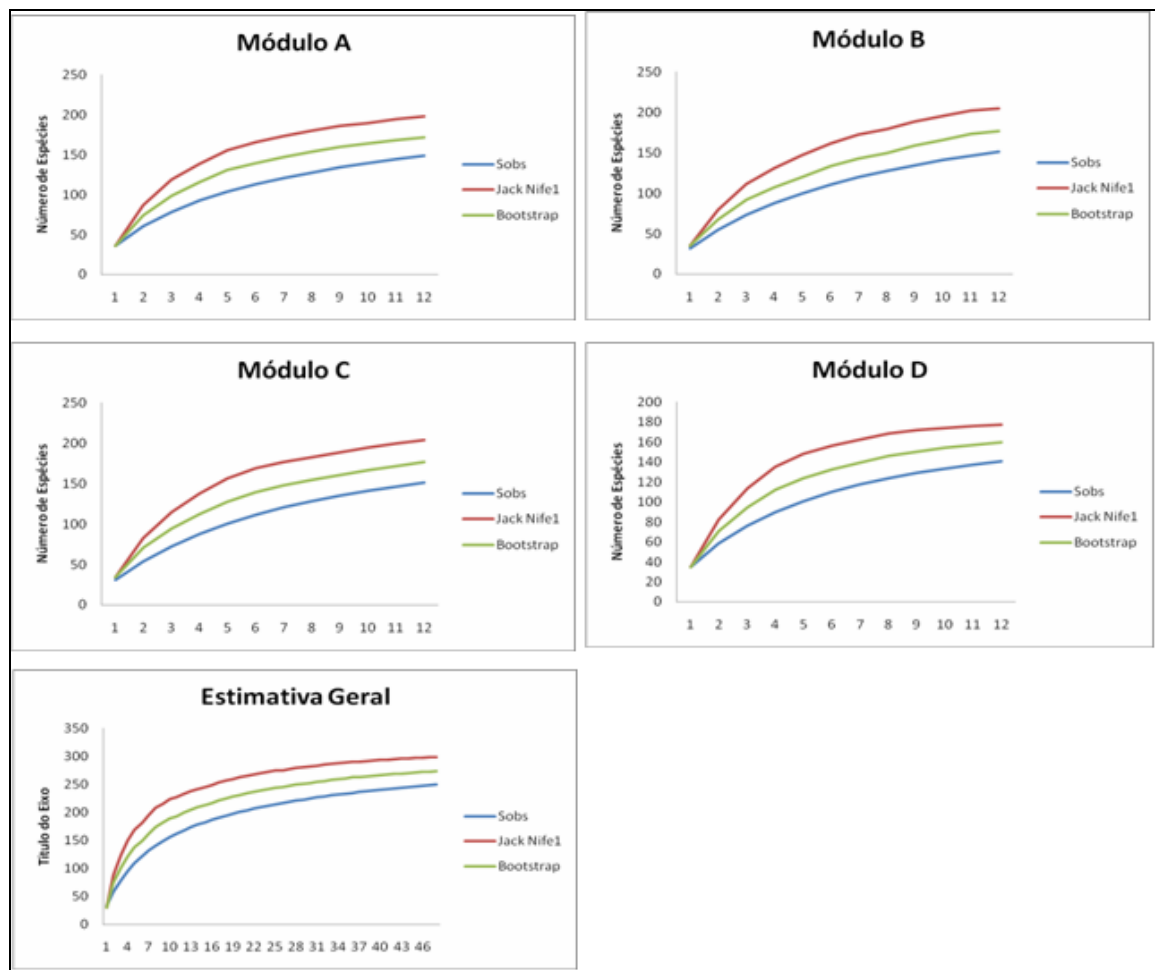 Módulo A
Número de Espécies
250
200
150
100
50
0
1 2 3 4 5 6 7 8 9 10 11 12
Sobs
Jack Nife1
Bootstrap
Módulo B
Número de Espécies
250
200
150
100
50
0
1 2 3 4 5 6 7 8 9 10 11 12
Sobs
Jack Nife1
Bootstrap
Módulo C
Número de Espécies
250
200
150
100
50
0
1 2 3 4 5 6 7 8 9 10 11 12
Sobs
Jack Nife1
Bootstrap
Módulo D
Número de Espécies
200
180
160
140
120
100
80
60
40
20
0
1 2 3 4 5 6 7 8 9 10 11 12
Sobs
Jack Nife1
Bootstrap
Estimativa Geral
Título do Eixo
350
300
250
200
150
100
50
0
1 4 7 10 13 16 19 22 25 28 31 34 37 40 43 46
Sobs
Jack Nife1
Bootstrap